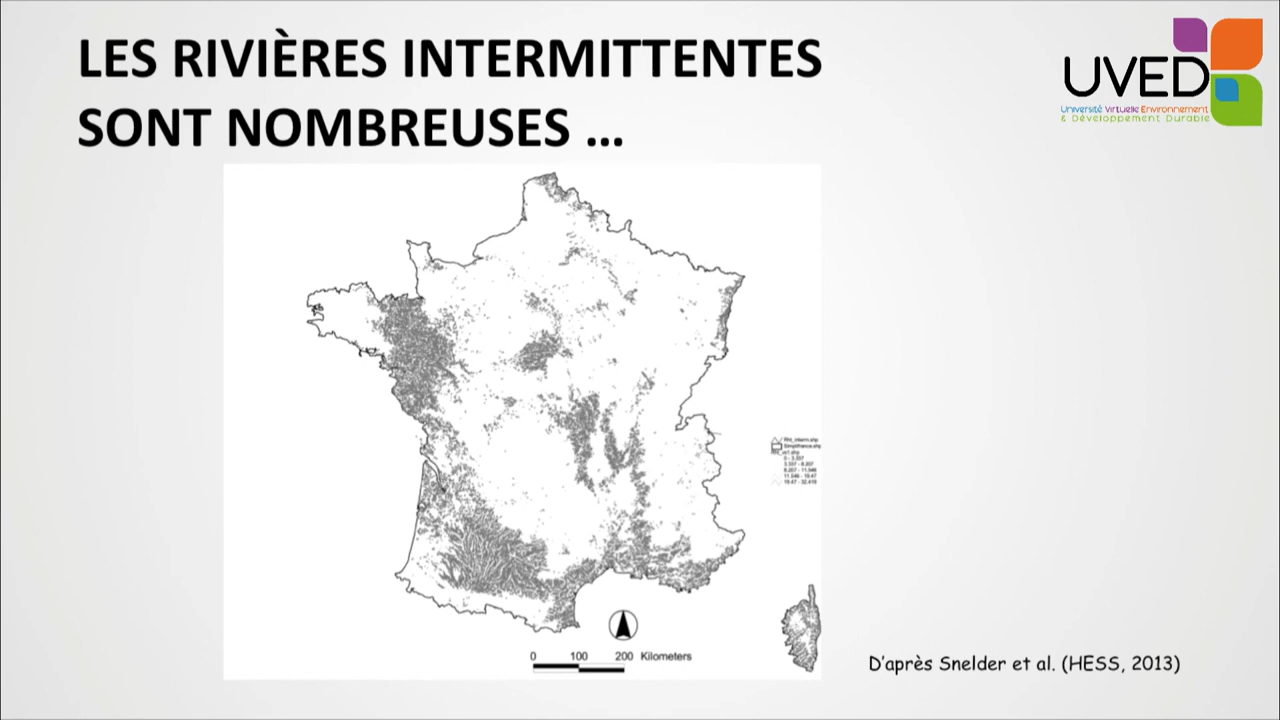 LES RIVIÈRES INTERMITTENTES
SONT NOMBREUSES ...
UVED
Université Virtuelle Environnement
& Développement Durable
0 100 200 Kilometers
D'après Snelder et al. (HESS, 2013)